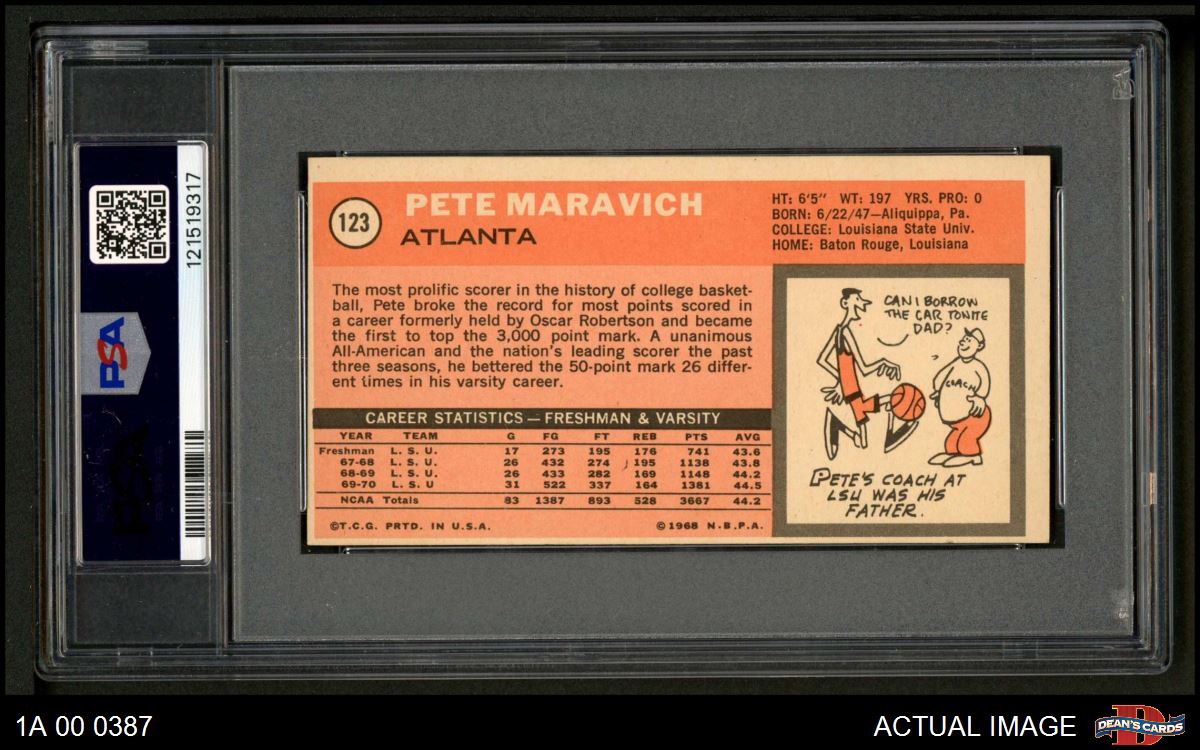 121519317
PSA
123
PETE MARAVICH
ATLANTA
HT: 6'5" WT: 197 YRS. PRO: 0
BORN: 6/22/47—Aliquippa, Pa.
COLLEGE: Louisiana State Univ.
HOME: Baton Rouge, Louisiana
The most prolific scorer in the history of college basket-
ball, Pete broke the record for most points scored in
a career formerly held by Oscar Robertson and became
the first to top the 3,000 point mark. A unanimous
All-American and the nation's leading scorer the past
three seasons, he bettered the 50-point mark 26 differ-
ent times in his varsity career.
CAREER STATISTICS — FRESHMAN & VARSITY
YEAR TEAM G FG FT REB PTS AVG
Freshman L. S. U. 17 273 195 176 741 43.6
67-68 L. S. U. 26 432 274 195 1138 43.8
68-69 L. S. U. 26 433 282 169 1148 44.2
69-70 L. S. U 31 522 337 164 1381 44.5
NCAA Totals 83 1387 893 528 3667 44.2
©T.C.G. PRTD. IN U.S.A. ©1968 N.B.P.A.
CAN I BORROW
THE CAR TONITE
DAD?
COACH
PETE'S COACH AT
LSU WAS HIS
FATHER.
1A 00 0387
ACTUAL IMAGE
DEAN'S CARDS